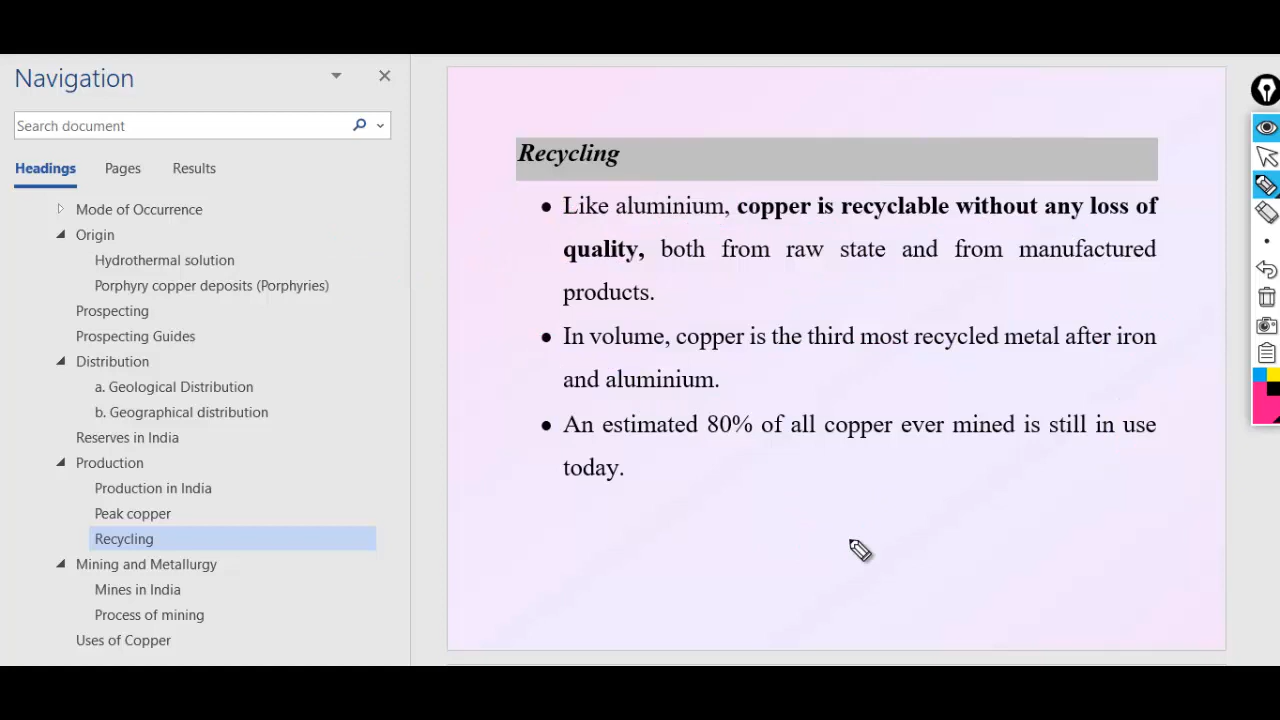 Navigation
Search document
Headings Pages Results
Mode of Occurrence
Origin
Hydrothermal solution
Porphyry copper deposits (Porphyries)
Prospecting
Prospecting Guides
Distribution
a. Geological Distribution
b. Geographical distribution
Reserves in India
Production
Production in India
Peak copper
Recycling
Mining and Metallurgy
Mines in India
Process of mining
Uses of Copper
Recycling
• Like aluminium, copper is recyclable without any loss of
quality, both from raw state and from manufactured
products.
• In volume, copper is the third most recycled metal after iron
and aluminium.
• An estimated 80% of all copper ever mined is still in use
today.